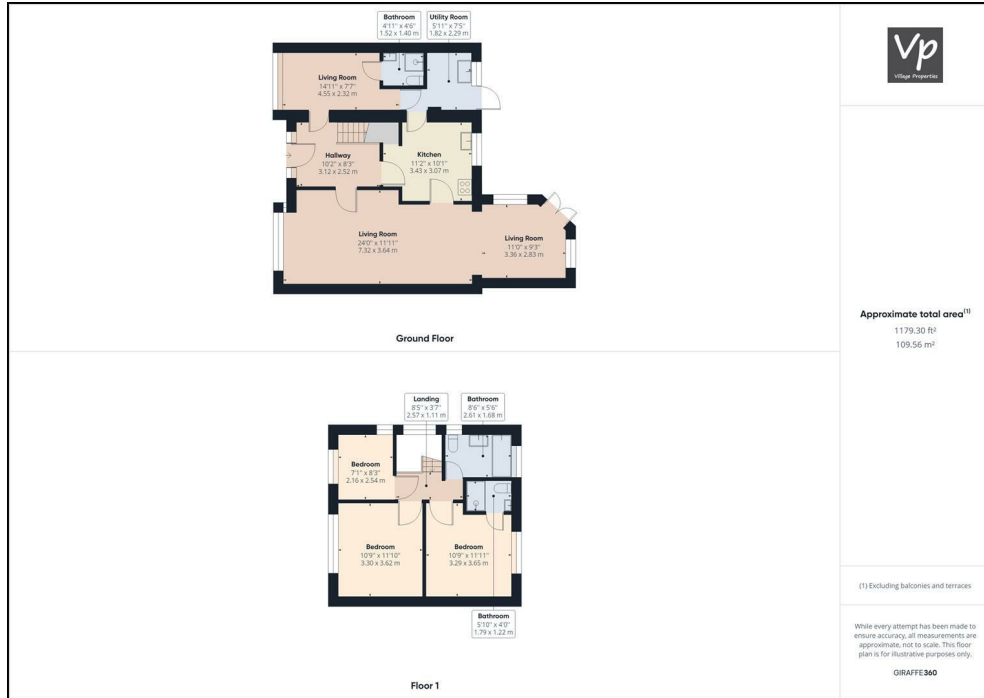 Bathroom
4'11" x 4'6"
1.52 x 1.40 m
Utility Room
5'11" x 7'5"
1.82 x 2.29 m
Living Room
14'11" x 7'7"
4.55 x 2.32 m
Hallway
10'2" x 8'3"
3.12 x 2.52 m
Kitchen
11'2" x 10'1"
3.43 x 3.07 m
Living Room
24'0" x 11'11"
7.32 x 3.64 m
Living Room
11'0" x 9'3"
3.36 x 2.83 m
Ground Floor
Landing
8'5" x 3'7"
2.57 x 1.11 m
Bathroom
8'6" x 5'6"
2.61 x 1.68 m
Bedroom
7'1" x 8'3"
2.16 x 2.54 m
Bedroom
10'9" x 11'10"
3.30 x 3.62 m
Bedroom
10'9" x 11'11"
3.29 x 3.65 m
Bathroom
5'10" x 4'0"
1.79 x 1.22 m
Floor 1
Vp
Village Properties
Approximate total area(1)
1179.30 ft²
109.56 m²
(1) Excluding balconies and terraces
While every attempt has been made to
ensure accuracy, all measurements are
approximate, not to scale. This floor
plan is for illustrative purposes only.
GIRAFFE360